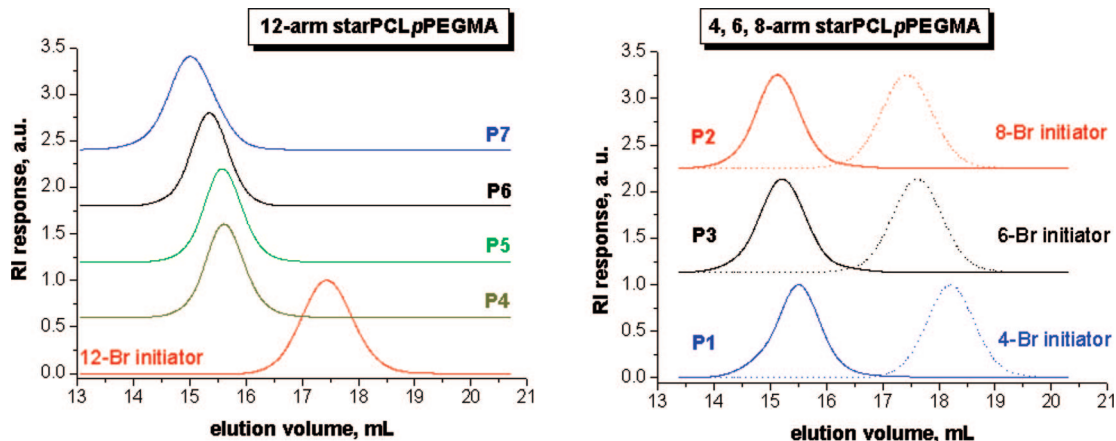 12-arm starPCLpPEGMA
3.5
3.0
2.5
2.0
1.5
1.0
0.5
0.0
RI response, a.u.
P7
P6
P5
P4
12-Br initiator
13 14 15 16 17 18 19 20 21
elution volume, mL
4, 6, 8-arm starPCLpPEGMA
3.5
3.0
2.5
2.0
1.5
1.0
0.5
0.0
RI response, a. u.
P2
8-Br initiator
P3
6-Br initiator
P1
4-Br initiator
13 14 15 16 17 18 19 20 21
elution volume, mL